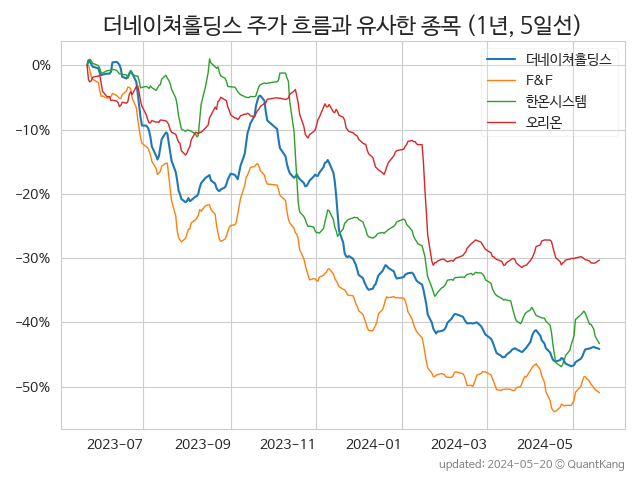 더네이쳐홀딩스 주가 흐름과 유사한 종목 (1년, 5일선)
더네이쳐홀딩스
F&F
한온시스템
오리온
0%
−10%
−20%
−30%
−40%
−50%
2023-07
2023-09
2023-11
2024-01
2024-03
2024-05
updated: 2024-05-20 © QuantKang